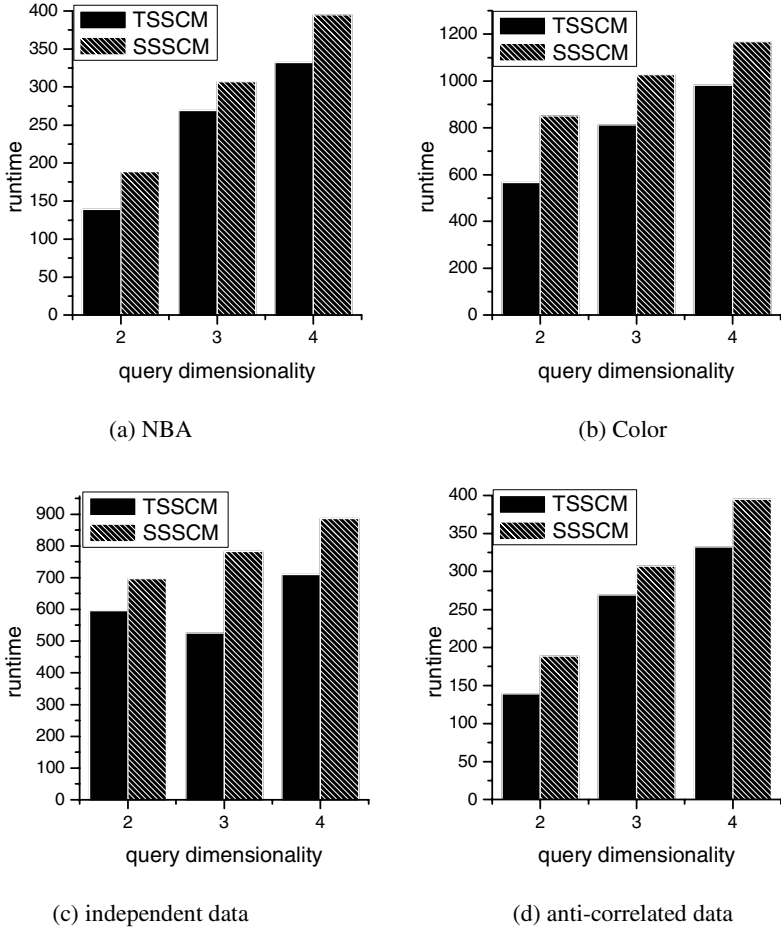 TSSCM
SSSCM
400
350
300
250
200
150
100
50
0
runtime
2 3 4
query dimensionality
(a) NBA
TSSCM
SSSCM
1200
1000
800
600
400
200
0
runtime
2 3 4
query dimensionality
(b) Color
TSSCM
SSSCM
900
800
700
600
500
400
300
200
100
0
runtime
2 3 4
query dimensionality
(c) independent data
TSSCM
SSSCM
400
350
300
250
200
150
100
50
0
runtime
2 3 4
query dimensionality
(d) anti-correlated data